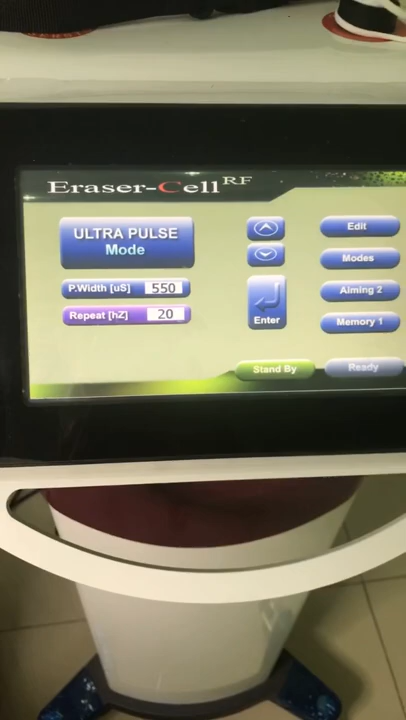 Eraser-Cell RF
ULTRA PULSE
Mode
P.Width [uS] 550
Repeat [hZ] 20
Enter
Edit
Modes
Aiming 2
Memory 1
Stand By
Ready